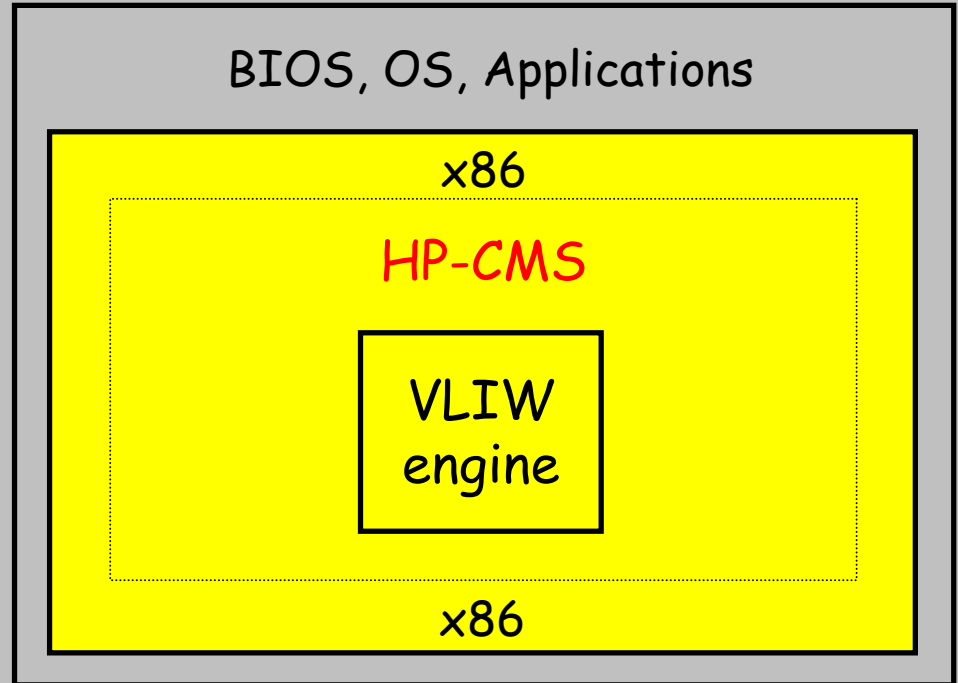 BIOS, OS, Applications
x86
HP-CMS
VLIW
engine
x86